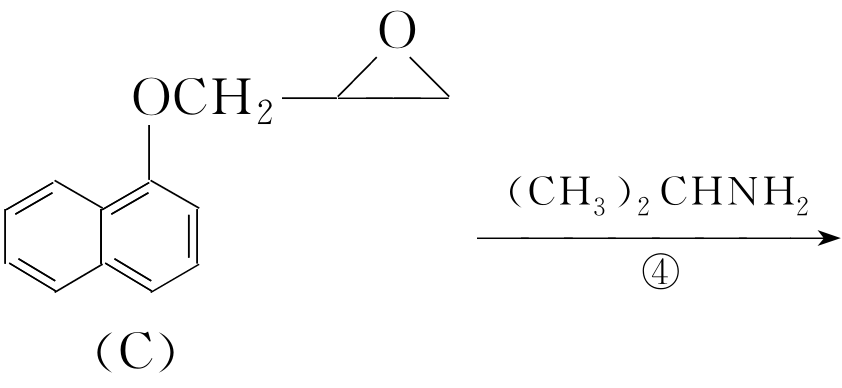 O
OCH₂
(CH₃)₂CHNH₂
④
(C)